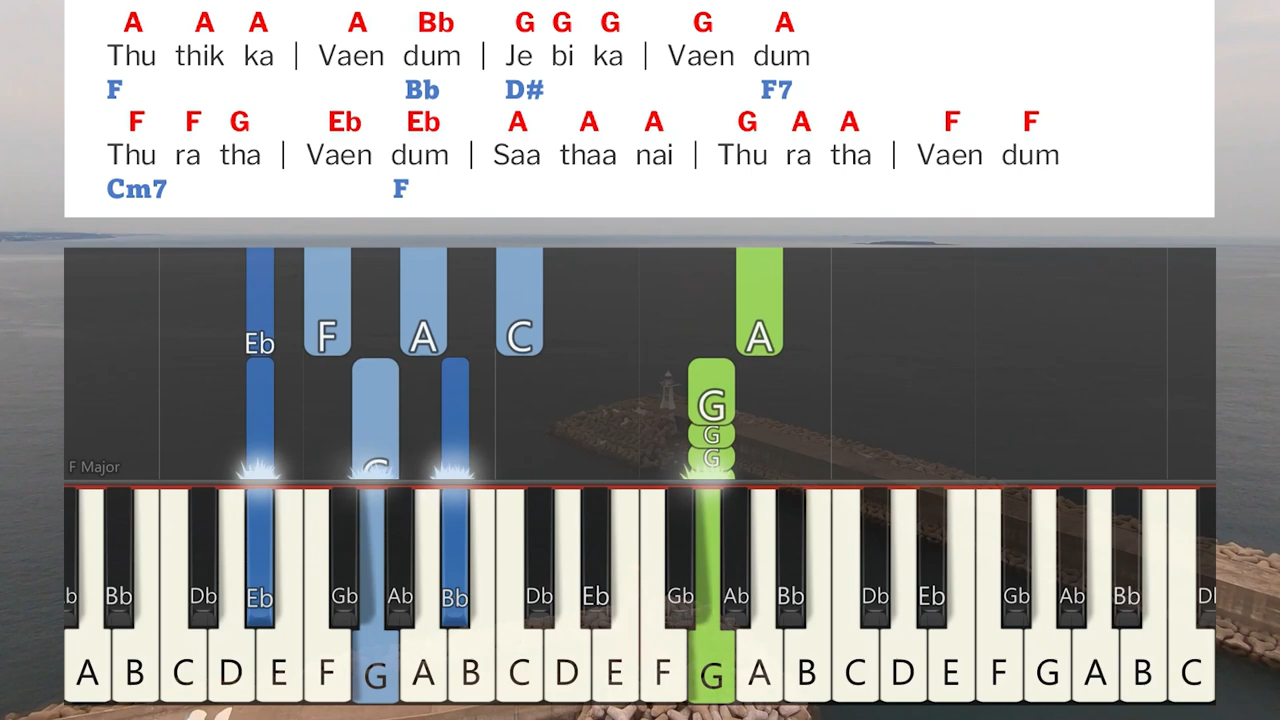 A A A A Bb G G G G A
Thu thik ka | Vaen dum | Je bi ka | Vaen dum
F Bb D# F7
F F G Eb Eb A A A G A A F F
Thu ra tha | Vaen dum | Saa thaa nai | Thu ra tha | Vaen dum
Cm7 F
Eb F A C A
G
G
G G
F Major
b Bb Db Eb Gb Ab Bb Db Eb Gb Ab Bb Db Eb Gb Ab Bb D
A B C D E F G A B C D E F G A B C D E F G A B C